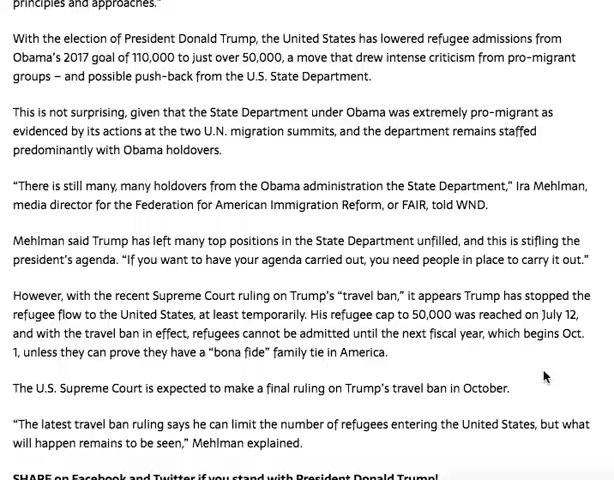 principles and approaches.”
With the election of President Donald Trump, the United States has lowered refugee admissions from
Obama’s 2017 goal of 110,000 to just over 50,000, a move that drew intense criticism from pro-migrant
groups – and possible push-back from the U.S. State Department.
This is not surprising, given that the State Department under Obama was extremely pro-migrant as
evidenced by its actions at the two U.N. migration summits, and the department remains staffed
predominantly with Obama holdovers.
“There is still many, many holdovers from the Obama administration the State Department,” Ira Mehlman,
media director for the Federation for American Immigration Reform, or FAIR, told WND.
Mehlman said Trump has left many top positions in the State Department unfilled, and this is stifling the
president’s agenda. “If you want to have your agenda carried out, you need people in place to carry it out.”
However, with the recent Supreme Court ruling on Trump’s “travel ban,” it appears Trump has stopped the
refugee flow to the United States, at least temporarily. His refugee cap to 50,000 was reached on July 12,
and with the travel ban in effect, refugees cannot be admitted until the next fiscal year, which begins Oct.
1, unless they can prove they have a “bona fide” family tie in America.
The U.S. Supreme Court is expected to make a final ruling on Trump’s travel ban in October.
“The latest travel ban ruling says he can limit the number of refugees entering the United States, but what
will happen remains to be seen,” Mehlman explained.
SHARE on Facebook and Twitter if you stand with President Donald Trump!